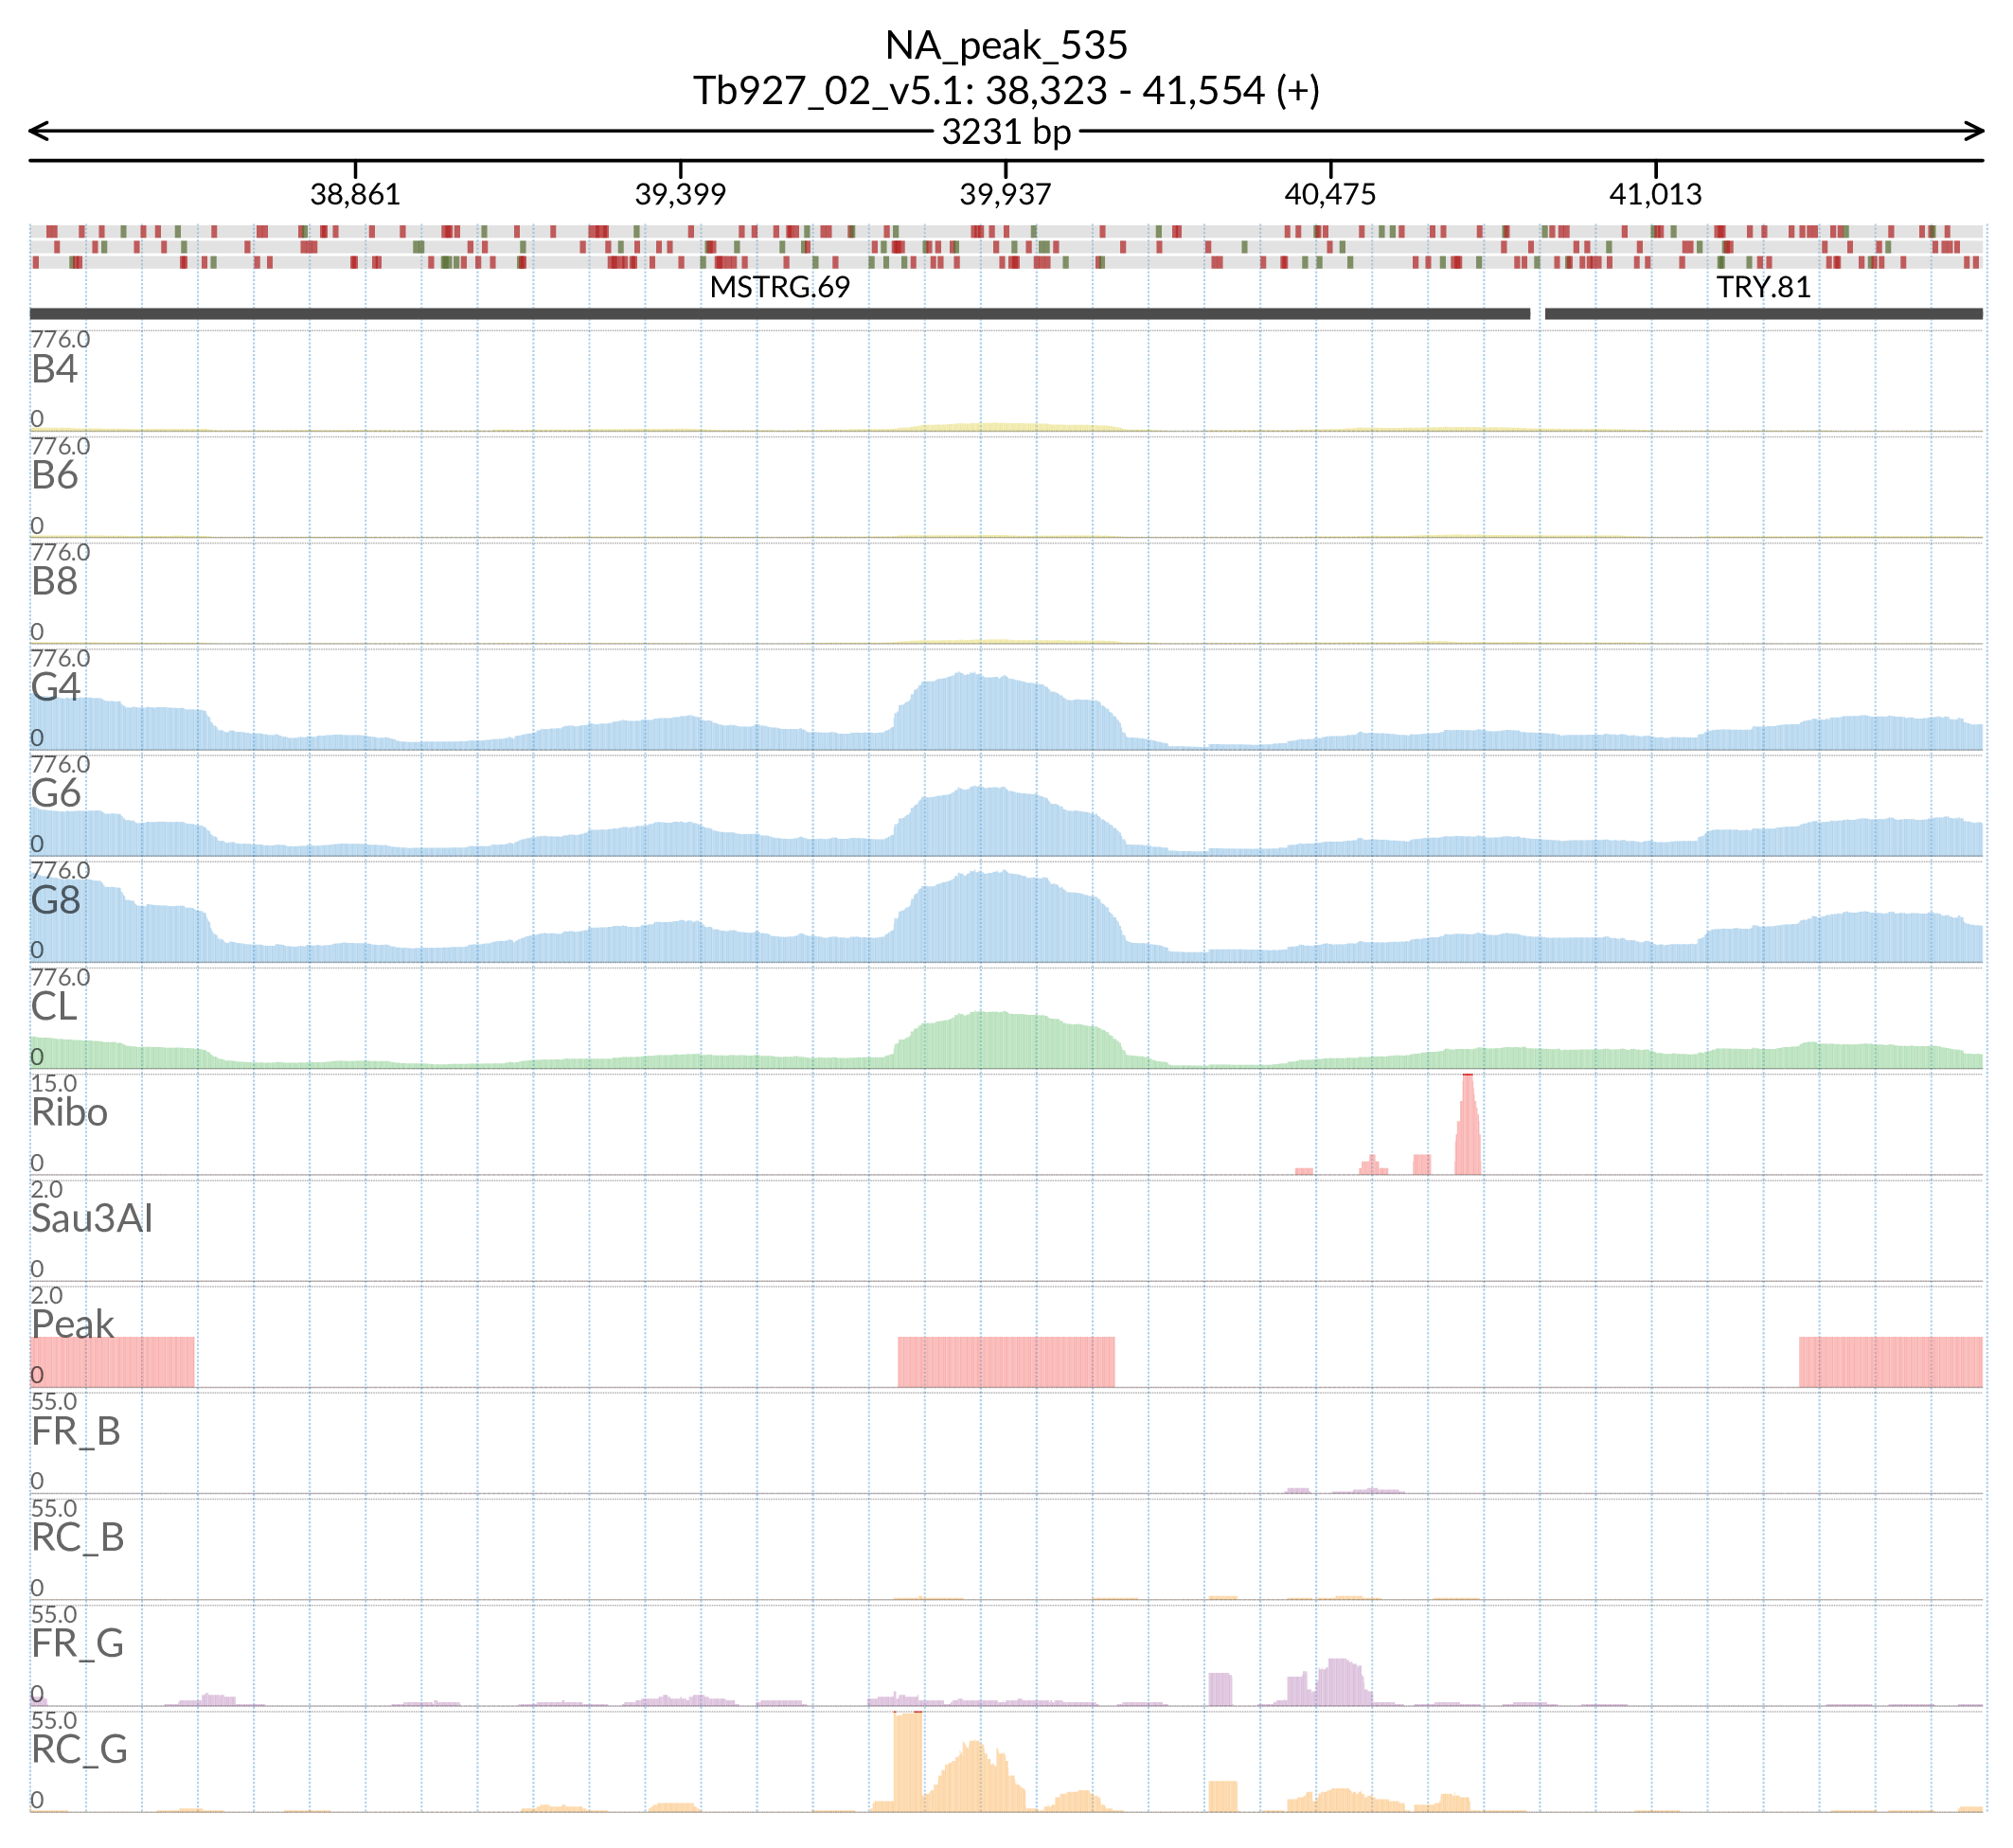 NA_peak_535
Tb927_02_v5.1: 38,323 - 41,554 (+)
3231 bp
38,861 39,399 39,937 40,475 41,013
MSTRG.69 TRY.81
776.0
B4
0
776.0
B6
0
776.0
B8
0
776.0
G4
0
776.0
G6
0
776.0
G8
0
776.0
CL
0
15.0
Ribo
0
2.0
Sau3AI
0
2.0
Peak
0
55.0
FR_B
0
55.0
RC_B
0
55.0
FR_G
0
55.0
RC_G
0